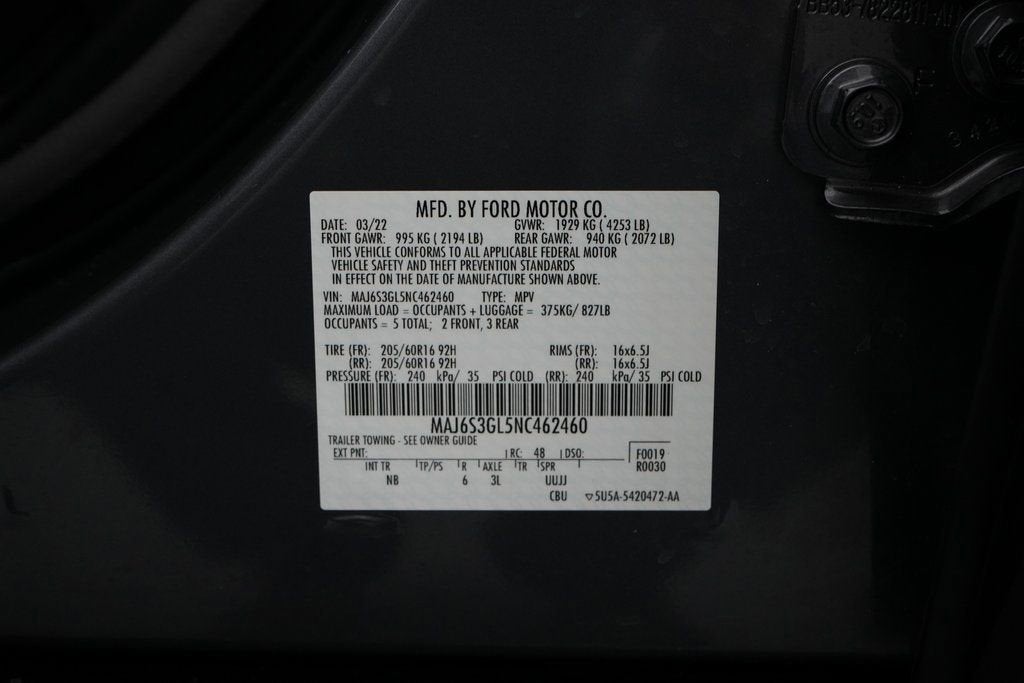 MFD. BY FORD MOTOR CO.
DATE: 03/22 GVWR: 1929 KG ( 4253 LB)
FRONT GAWR: 995 KG ( 2194 LB) REAR GAWR: 940 KG ( 2072 LB)
THIS VEHICLE CONFORMS TO ALL APPLICABLE FEDERAL MOTOR
VEHICLE SAFETY AND THEFT PREVENTION STANDARDS
IN EFFECT ON THE DATE OF MANUFACTURE SHOWN ABOVE.
VIN: MAJ6S3GL5NC462460 TYPE: MPV
MAXIMUM LOAD = OCCUPANTS + LUGGAGE = 375KG/ 827LB
OCCUPANTS = 5 TOTAL; 2 FRONT, 3 REAR
TIRE (FR): 205/60R16 92H RIMS (FR): 16x6.5J
(RR): 205/60R16 92H (RR): 16x6.5J
PRESSURE (FR): 240 kPa/ 35 PSI COLD (RR): 240 kPa/ 35 PSI COLD
MAJ6S3GL5NC462460
TRAILER TOWING - SEE OWNER GUIDE
EXT PNT: RC: 48 DSO: F0019
INT TR TP/PS R AXLE TR SPR R0030
NB 6 3L UUJJ
CBU 5U5A-5420472-AA